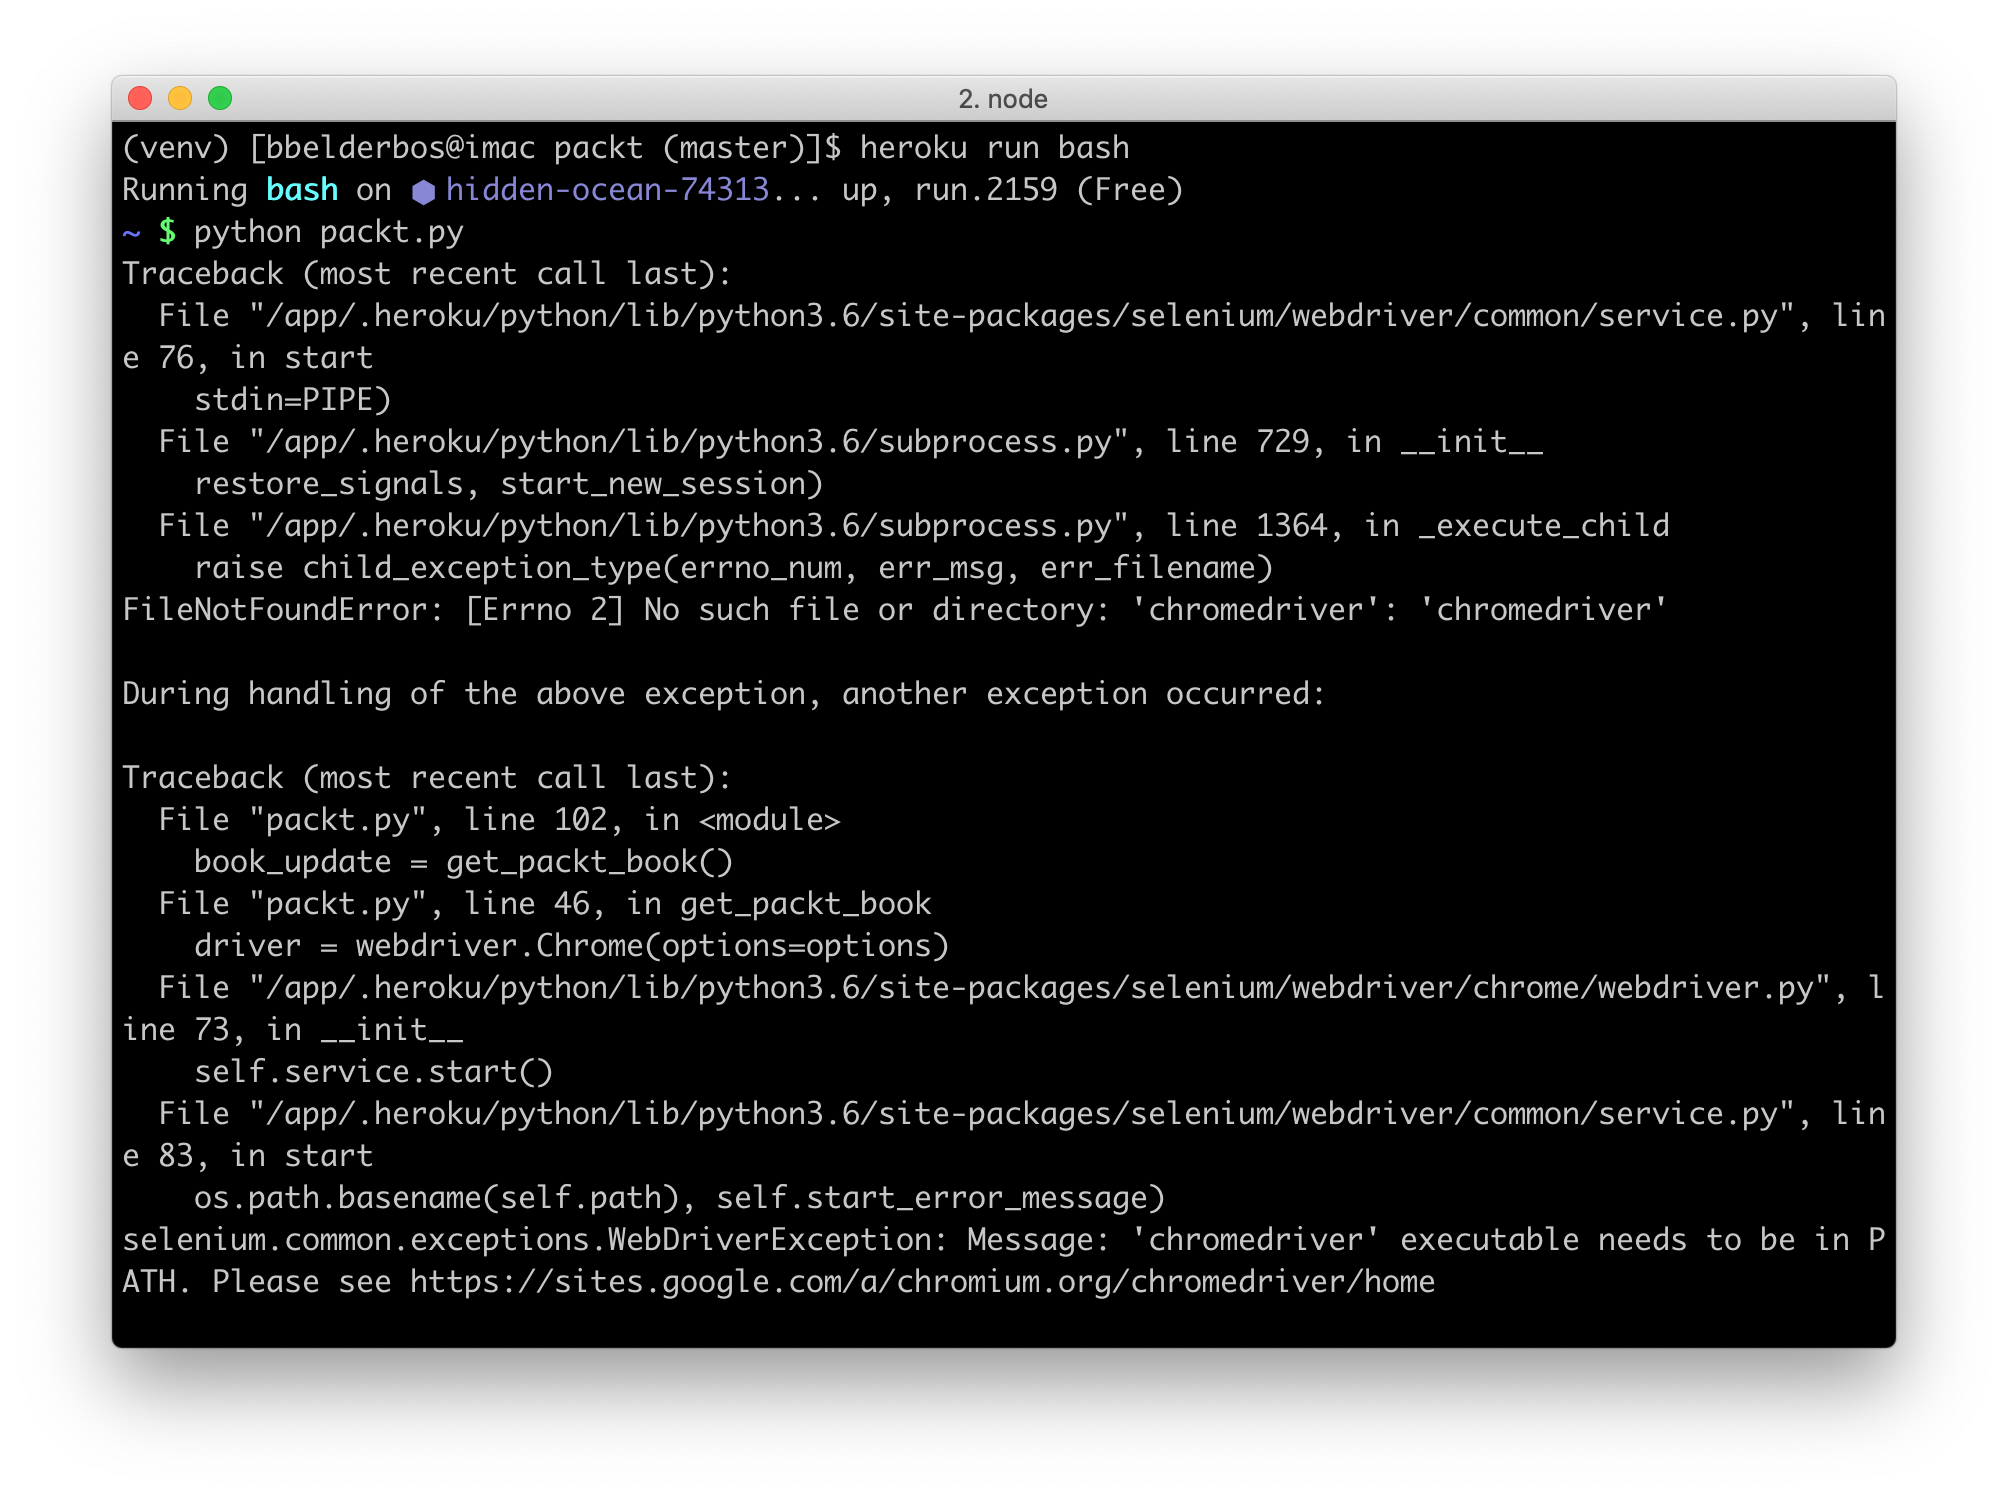 2. node
(venv) [bbelderbos@imac packt (master)]$ heroku run bash
Running bash on ⬢ hidden-ocean-74313... up, run.2159 (Free)
~ $ python packt.py
Traceback (most recent call last):
  File "/app/.heroku/python/lib/python3.6/site-packages/selenium/webdriver/common/service.py", lin
e 76, in start
    stdin=PIPE)
  File "/app/.heroku/python/lib/python3.6/subprocess.py", line 729, in __init__
    restore_signals, start_new_session)
  File "/app/.heroku/python/lib/python3.6/subprocess.py", line 1364, in _execute_child
    raise child_exception_type(errno_num, err_msg, err_filename)
FileNotFoundError: [Errno 2] No such file or directory: 'chromedriver': 'chromedriver'

During handling of the above exception, another exception occurred:

Traceback (most recent call last):
  File "packt.py", line 102, in <module>
    book_update = get_packt_book()
  File "packt.py", line 46, in get_packt_book
    driver = webdriver.Chrome(options=options)
  File "/app/.heroku/python/lib/python3.6/site-packages/selenium/webdriver/chrome/webdriver.py", l
ine 73, in __init__
    self.service.start()
  File "/app/.heroku/python/lib/python3.6/site-packages/selenium/webdriver/common/service.py", lin
e 83, in start
    os.path.basename(self.path), self.start_error_message)
selenium.common.exceptions.WebDriverException: Message: 'chromedriver' executable needs to be in P
ATH. Please see https://sites.google.com/a/chromium.org/chromedriver/home